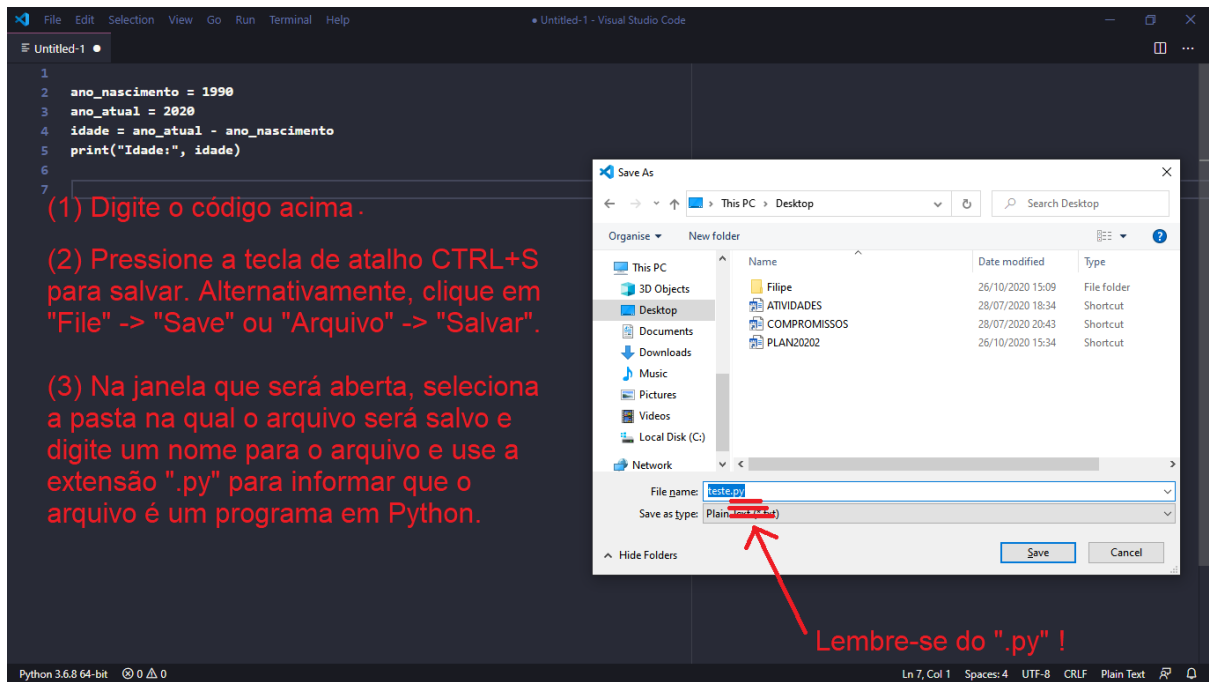 File Edit Selection View Go Run Terminal Help
● Untitled-1 - Visual Studio Code
Untitled-1 ●
1
2 ano_nascimento = 1990
3 ano_atual = 2020
4 idade = ano_atual - ano_nascimento
5 print("Idade:", idade)
6
7
(1) Digite o código acima.
(2) Pressione a tecla de atalho CTRL+S
para salvar. Alternativamente, clique em
"File" -> "Save" ou "Arquivo" -> "Salvar".
(3) Na janela que será aberta, seleciona
a pasta na qual o arquivo será salvo e
digite um nome para o arquivo e use a
extensão ".py" para informar que o
arquivo é um programa em Python.
Save As
This PC > Desktop
Search Desktop
Organise New folder
This PC
3D Objects
Desktop
Documents
Downloads
Music
Pictures
Videos
Local Disk (C:)
Network
Name Date modified Type
Filipe 26/10/2020 15:09 File folder
ATIVIDADES 28/07/2020 18:34 Shortcut
COMPROMISSOS 28/07/2020 20:43 Shortcut
PLAN20202 26/10/2020 15:34 Shortcut
File name: teste.py
Save as type: Plain Text (*.txt)
Hide Folders Save Cancel
Lembre-se do ".py" !
Python 3.6.8 64-bit 0 0 Ln 7, Col 1 Spaces: 4 UTF-8 CRLF Plain Text